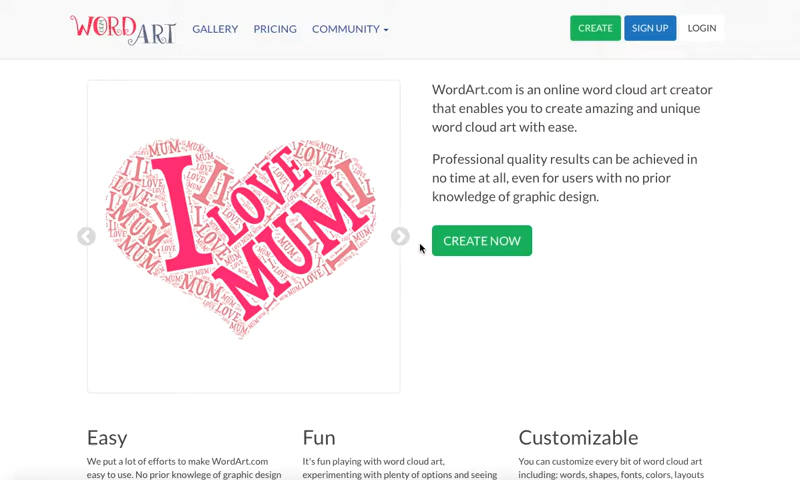 WORD ART
GALLERY
PRICING
COMMUNITY
CREATE
SIGN UP
LOGIN
I LOVE
MUM
WordArt.com is an online word cloud art creator
that enables you to create amazing and unique
word cloud art with ease.
Professional quality results can be achieved in
no time at all, even for users with no prior
knowledge of graphic design.
CREATE NOW
Easy
We put a lot of efforts to make WordArt.com
easy to use. No prior knowlege of graphic design
Fun
It's fun playing with word cloud art,
experimenting with plenty of options and seeing
Customizable
You can customize every bit of word cloud art
including: words, shapes, fonts, colors, layouts